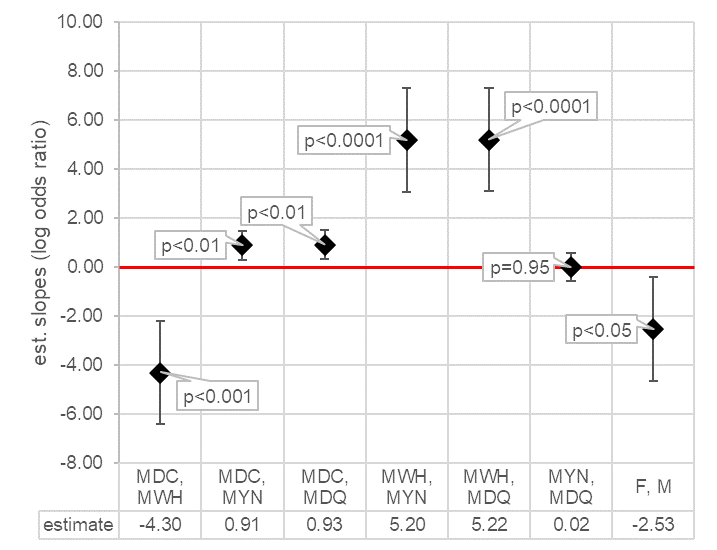 10.00
8.00
6.00
4.00
2.00
0.00
-2.00
-4.00
-6.00
-8.00
est. slopes (log odds ratio)
p<0.001
p<0.01
p<0.01
p<0.0001
p<0.0001
p=0.95
p<0.05
MDC, MWH
MDC, MYN
MDC, MDQ
MWH, MYN
MWH, MDQ
MYN, MDQ
F, M
estimate -4.30 0.91 0.93 5.20 5.22 0.02 -2.53